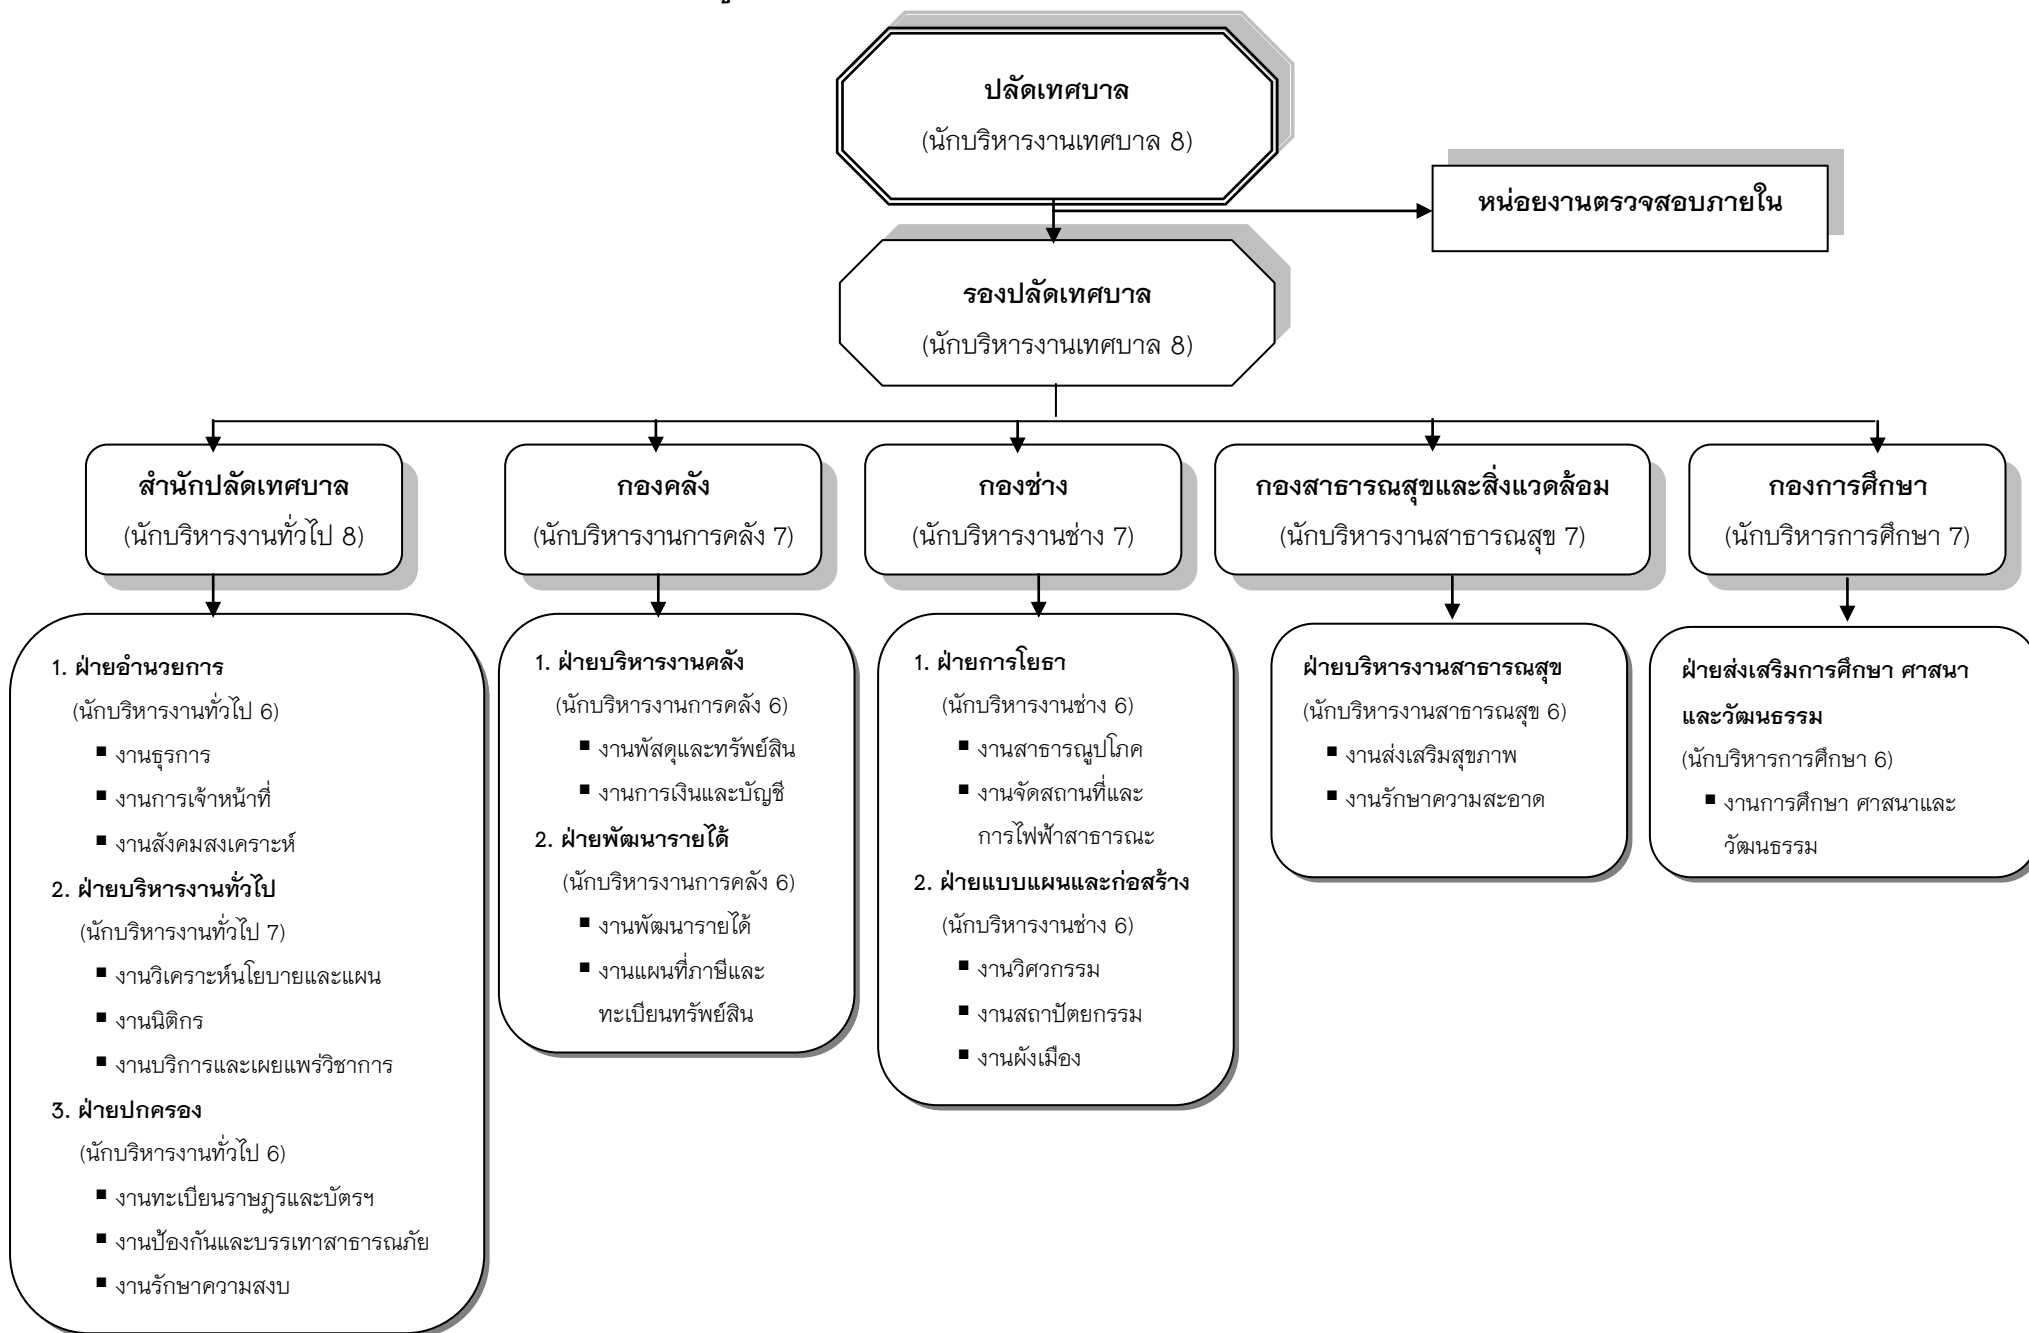 ปลัดเทศบาล
(นักบริหารงานเทศบาล 8)
หน่อยงานตรวจสอบภายใน
รองปลัดเทศบาล
(นักบริหารงานเทศบาล 8)
สำนักปลัดเทศบาล
(นักบริหารงานทั่วไป 8)
กองคลัง
(นักบริหารงานการคลัง 7)
กองช่าง
(นักบริหารงานช่าง 7)
กองสาธารณสุขและสิ่งแวดล้อม
(นักบริหารงานสาธารณสุข 7)
กองการศึกษา
(นักบริหารการศึกษา 7)
1. ฝ่ายอำนวยการ
(นักบริหารงานทั่วไป 6)
▪ งานธุรการ
▪ งานการเจ้าหน้าที่
▪ งานสังคมสงเคราะห์
2. ฝ่ายบริหารงานทั่วไป
(นักบริหารงานทั่วไป 7)
▪ งานวิเคราะห์นโยบายและแผน
▪ งานนิติกร
▪ งานบริการและเผยแพร่วิชาการ
3. ฝ่ายปกครอง
(นักบริหารงานทั่วไป 6)
▪ งานทะเบียนราษฎรและบัตรฯ
▪ งานป้องกันและบรรเทาสาธารณภัย
▪ งานรักษาความสงบ
1. ฝ่ายบริหารงานคลัง
(นักบริหารงานการคลัง 6)
▪ งานพัสดุและทรัพย์สิน
▪ งานการเงินและบัญชี
2. ฝ่ายพัฒนารายได้
(นักบริหารงานการคลัง 6)
▪ งานพัฒนารายได้
▪ งานแผนที่ภาษีและ
ทะเบียนทรัพย์สิน
1. ฝ่ายการโยธา
(นักบริหารงานช่าง 6)
▪ งานสาธารณูปโภค
▪ งานจัดสถานที่และ
การไฟฟ้าสาธารณะ
2. ฝ่ายแบบแผนและก่อสร้าง
(นักบริหารงานช่าง 6)
▪ งานวิศวกรรม
▪ งานสถาปัตยกรรม
▪ งานผังเมือง
ฝ่ายบริหารงานสาธารณสุข
(นักบริหารงานสาธารณสุข 6)
▪ งานส่งเสริมสุขภาพ
▪ งานรักษาความสะอาด
ฝ่ายส่งเสริมการศึกษา ศาสนา
และวัฒนธรรม
(นักบริหารการศึกษา 6)
▪ งานการศึกษา ศาสนาและ
วัฒนธรรม